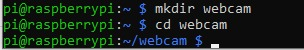 pi@raspberrypi:~ $ mkdir webcam
pi@raspberrypi:~ $ cd webcam
pi@raspberrypi:~/webcam $